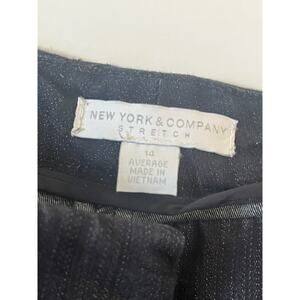 NEW YORK & COMPANY
STRETCH
14
AVERAGE
MADE IN
VIETNAM